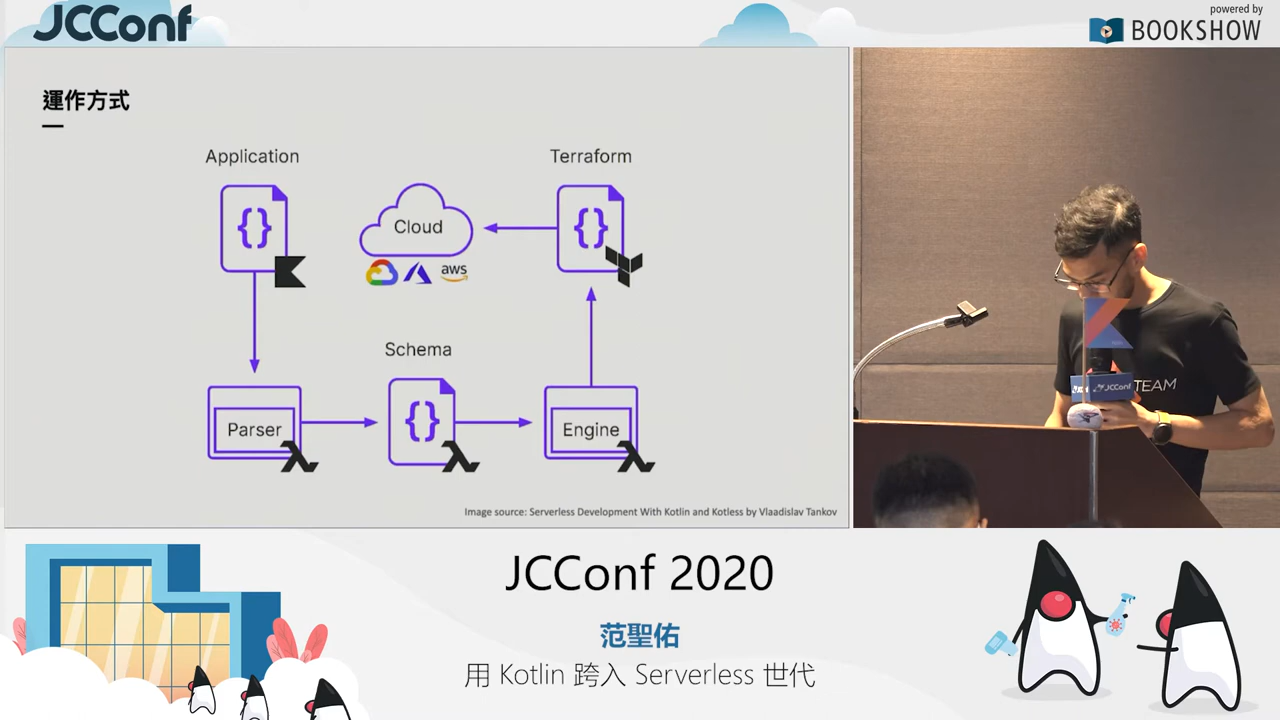 JCConf
powered by
BOOKSHOW
運作方式
Application
Terraform
Cloud
aws
Schema
Parser
Engine
Image source: Serverless Development With Kotlin and Kotless by Vlaadislav Tankov
JCConf
TEAM
JCConf 2020
范聖佑
用 Kotlin 跨入 Serverless 世代